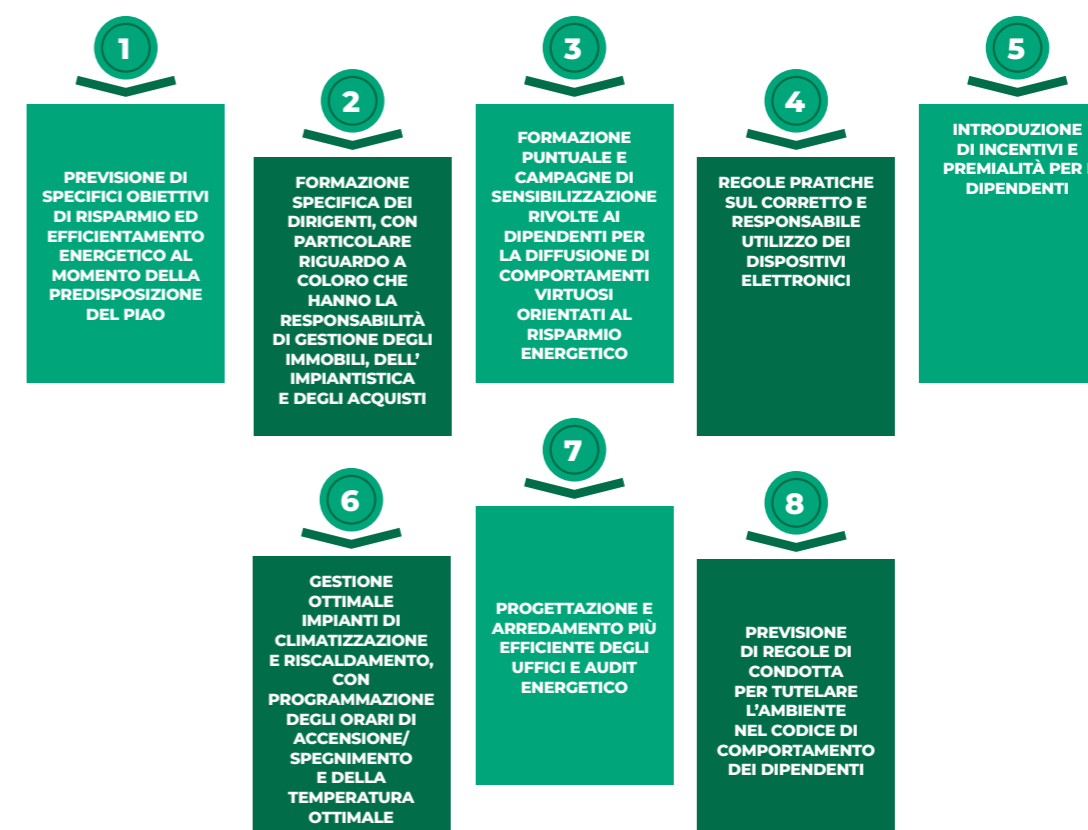 1
PREVISIONE DI
SPECIFICI OBIETTIVI
DI RISPARMIO ED
EFFICIENTAMENTO
ENERGETICO AL
MOMENTO DELLA
PREDISPOSIZIONE
DEL PIAO
2
FORMAZIONE
SPECIFICA DEI
DIRIGENTI, CON
PARTICOLARE
RIGUARDO A
COLORO CHE
HANNO LA
RESPONSABILITÀ
DI GESTIONE DEGLI
IMMOBILI, DELL’
IMPIANTISTICA
E DEGLI ACQUISTI
3
FORMAZIONE
PUNTUALE E
CAMPAGNE DI
SENSIBILIZZAZIONE
RIVOLTE AI
DIPENDENTI PER
LA DIFFUSIONE DI
COMPORTAMENTI
VIRTUOSI
ORIENTATI AL
RISPARMIO
ENERGETICO
4
REGOLE PRATICHE
SUL CORRETTO E
RESPONSABILE
UTILIZZO DEI
DISPOSITIVI
ELETTRONICI
5
INTRODUZIONE
DI INCENTIVI E
PREMIALITÀ PER I
DIPENDENTI
6
GESTIONE
OTTIMALE
IMPIANTI DI
CLIMATIZZAZIONE
E RISCALDAMENTO,
CON
PROGRAMMAZIONE
DEGLI ORARI DI
ACCENSIONE/
SPEGNIMENTO
E DELLA
TEMPERATURA
OTTIMALE
7
PROGETTAZIONE E
ARREDAMENTO PIÙ
EFFICIENTE DEGLI
UFFICI E AUDIT
ENERGETICO
8
PREVISIONE
DI REGOLE DI
CONDOTTA
PER TUTELARE
L’AMBIENTE
NEL CODICE DI
COMPORTAMENTO
DEI DIPENDENTI